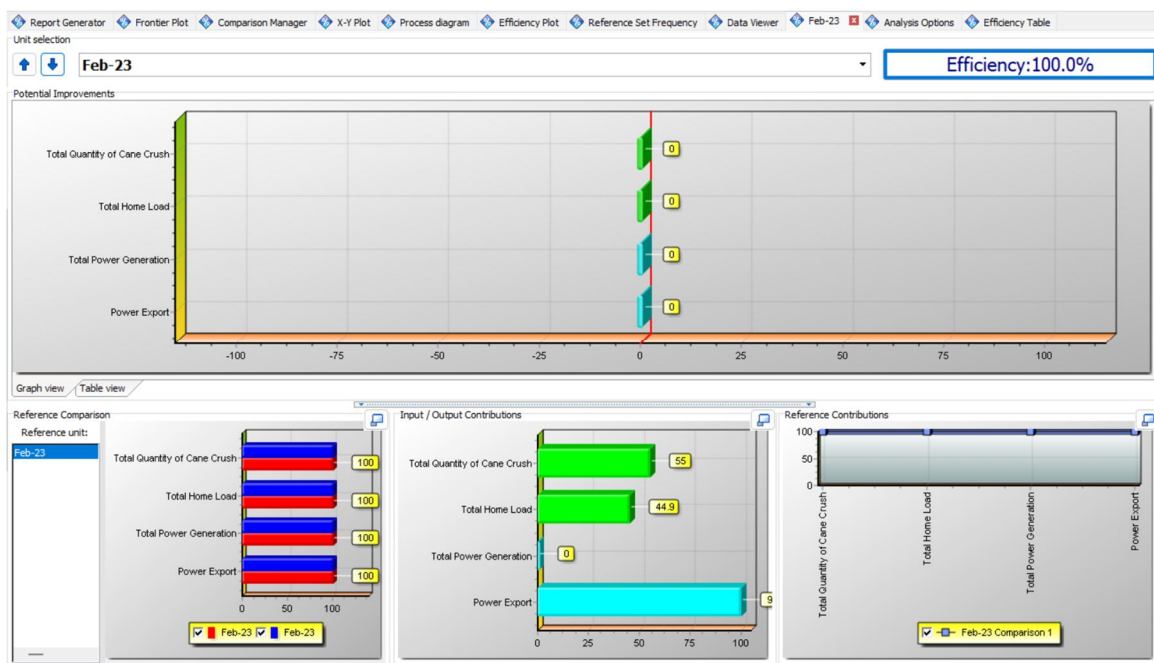 Report Generator Frontier Plot Comparison Manager X-Y Plot Process diagram Efficiency Plot Reference Set Frequency Data Viewer Feb-23 Analysis Options Efficiency Table
Unit selection
Feb-23
Efficiency:100.0%
Potential Improvements
Total Quantity of Cane Crush 0
Total Home Load 0
Total Power Generation 0
Power Export 0
-100 -75 -50 -25 0 25 50 75 100
Graph view Table view
Reference Comparison
Reference unit:
Feb-23
Total Quantity of Cane Crush 100
Total Home Load 100
Total Power Generation 100
Power Export 100
0 50 100
Feb-23 Feb-23
Input / Output Contributions
Total Quantity of Cane Crush 55
Total Home Load 44.9
Total Power Generation 0
Power Export 9
0 25 50 75 100
Reference Contributions
100
50
0
Total Quantity of Cane Crush
Total Home Load
Total Power Generation
Power Export
Feb-23 Comparison 1